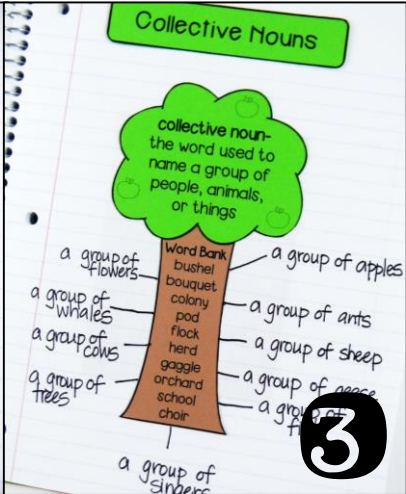 Collective Nouns
collective noun-
the word used to
name a group of
people, animals,
or things
Word Bank
bushel
bouquet
colony
pod
flock
herd
gaggle
orchard
school
choir
a group of
flowers
a group of
whales
a group of
cows
a group of
trees
a group of apples
a group of ants
a group of sheep
a group of geese
a group of
a group of
singers
3